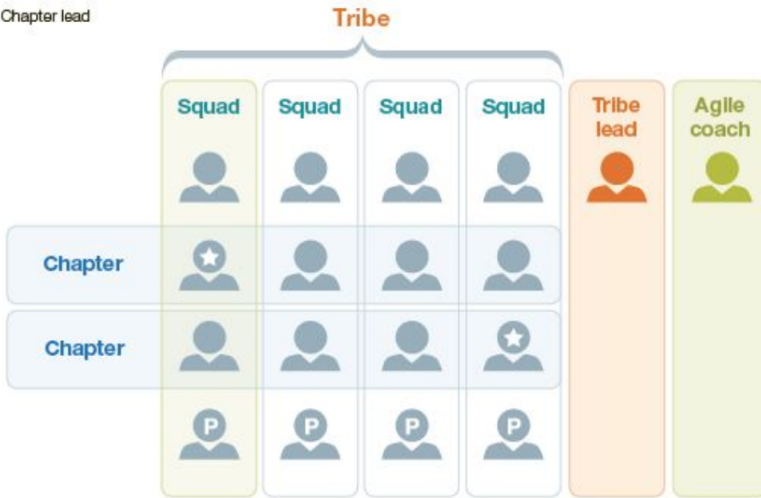 Chapter lead
Tribe
Squad
Squad
Squad
Squad
Tribe
lead
Agile
coach
Chapter
Chapter
P
P
P
P